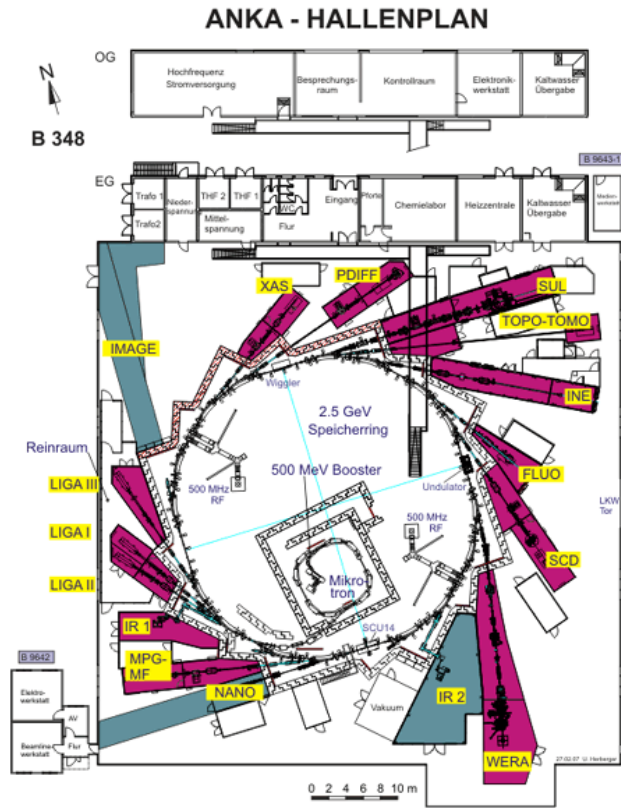 ANKA - HALLENPLAN
OG
Hochfrequenz
Stromversorgung
Besprechungs-
raum
Kontrollraum
Elektronik-
werkstatt
Kaltwasser
Übergabe
N
B 348
B 9643-1
EG
Trafo 1
Trafo2
Nieder-
spannung
THF 2
THF 1
Mittel-
spannung
WC
Flur
Eingang
Pforte
Chemielabor
Heizzentrale
Kaltwasser
Übergabe
Medien-
werkstatt
XAS
PDIFF
SUL
TOPO-TOMO
IMAGE
INE
Wiggler
2.5 GeV
Speicherring
Reinraum
500 MeV Booster
LIGA III
500 MHz
RF
Undulator
FLUO
LKW
Tor
LIGA I
500 MHz
RF
SCD
LIGA II
Mikro-
tron
IR 1
SCU14
B 9642
MPG-
MF
NANO
IR 2
Elektro-
werkstatt
AV
Vakuum
Beamline-
werkstatt
Flur
WERA
27.02.07 U. Herberger
0 2 4 6 8 10 m